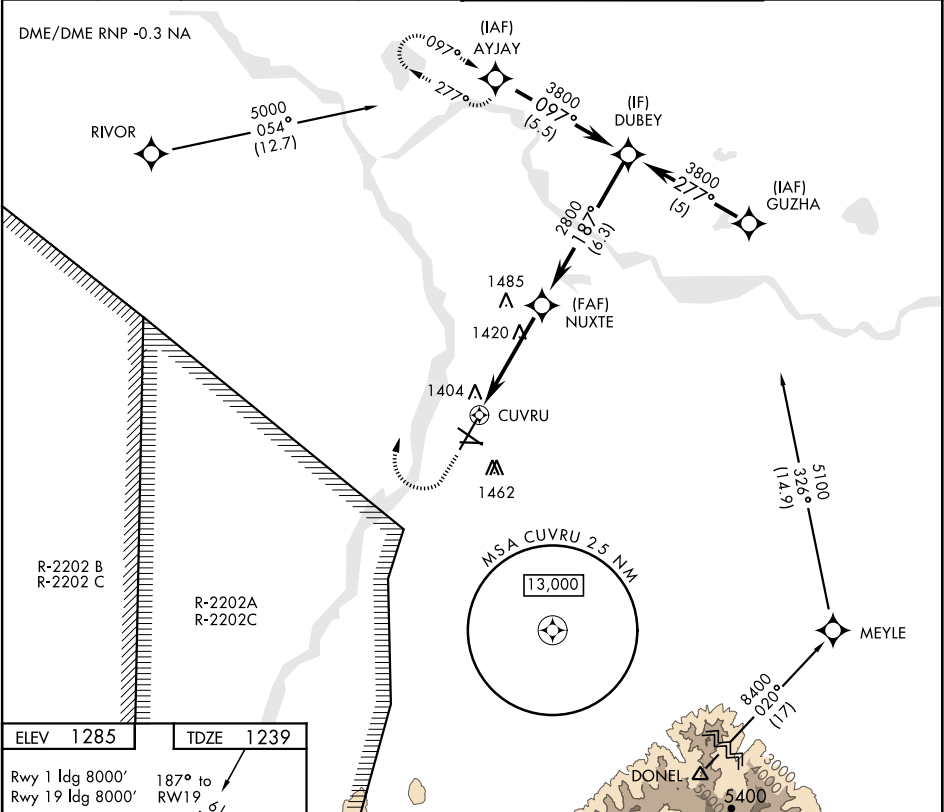 DME/DME RNP -0.3 NA
(IAF)
AYJAY
097°
277°
3800
097°
(5.5)
(IF)
DUBEY
5000
054°
(12.7)
RIVOR
3800
277°
(5)
(IAF)
GUZHA
2800
187°
(6.3)
1485
(FAF)
NUXTE
1420
1404
CUVRU
1462
5100
326°
(14.9)
MSA CUVRU 25 NM
13,000
R-2202 B
R-2202 C
R-2202A
R-2202C
MEYLE
8400
020°
(17)
ELEV 1285
TDZE 1239
Rwy 1 ldg 8000'
Rwy 19 ldg 8000'
187° to
RW19
DONEL
3000
4000
5000
5400